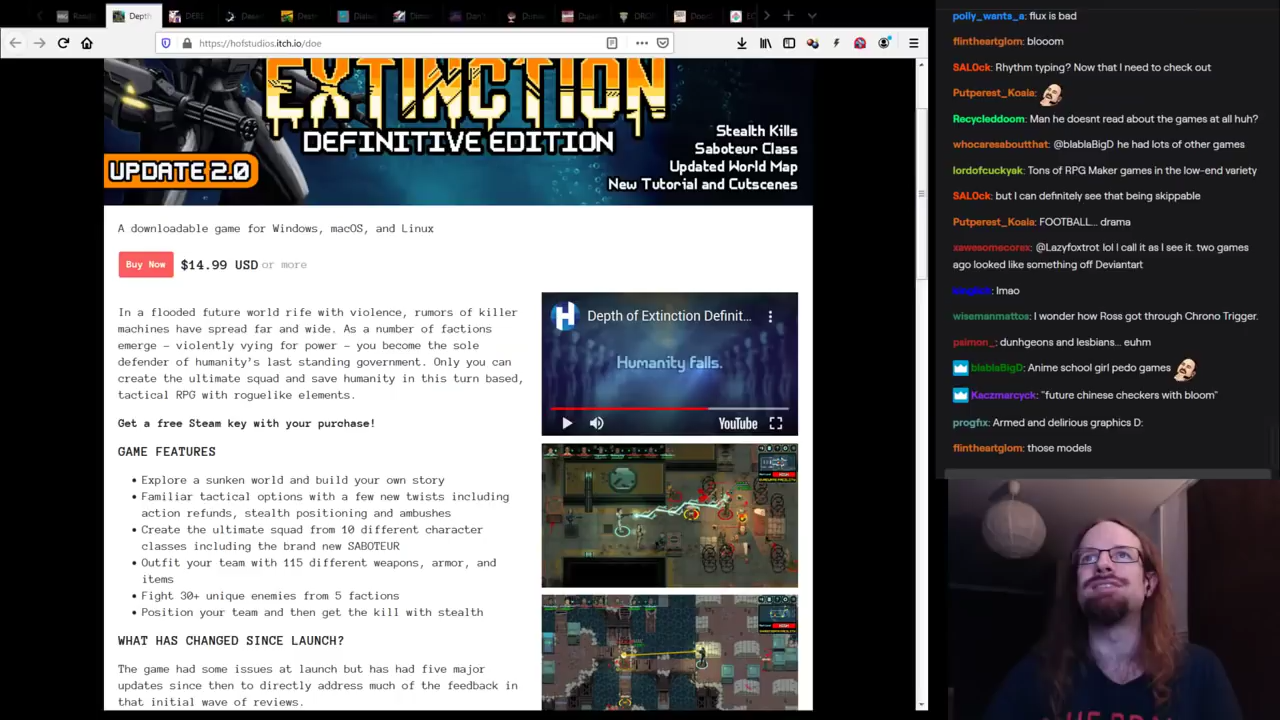 Depth
DEEP
Dese
Dest
Dialo
Dimo
Don't
Doma
Dood
https://hofstudios.itch.io/doe
EXTINCTION
DEFINITIVE EDITION
UPDATE 2.0
Stealth Kills
Saboteur Class
Updated World Map
New Tutorial and Cutscenes
A downloadable game for Windows, macOS, and Linux
Buy Now $14.99 USD or more
In a flooded future world rife with violence, rumors of killer
machines have spread far and wide. As a number of factions
emerge – violently vying for power – you become the sole
defender of humanity's last standing government. Only you can
create the ultimate squad and save humanity in this turn based,
tactical RPG with roguelike elements.
Get a free Steam key with your purchase!
GAME FEATURES
• Explore a sunken world and build your own story
• Familiar tactical options with a few new twists including
action refunds, stealth positioning and ambushes
• Create the ultimate squad from 10 different character
classes including the brand new SABOTEUR
• Outfit your team with 115 different weapons, armor, and
items
• Fight 30+ unique enemies from 5 factions
• Position your team and then get the kill with stealth
WHAT HAS CHANGED SINCE LAUNCH?
The game had some issues at launch but has had five major
updates since then to directly address much of the feedback in
that initial wave of reviews.
Depth of Extinction Definit...
Humanity falls.
YouTube
polly_wants_a: flux is bad
flintheartglom: blooom
SALOck: Rhythm typing? Now that I need to check out
Putperest_Koala:
Recycleddoom: Man he doesnt read about the games at all huh?
whocaresaboutthat: @blablaBigD he had lots of other games
lordofcuckyak: Tons of RPG Maker games in the low-end variety
SALOck: but I can definitely see that being skippable
Putperest_Koala: FOOTBALL... drama
xawesomecorex: @Lazyfoxtrot lol I call it as I see it. two games
ago looked like something off Deviantart
: lmao
wisemanmattos: I wonder how Ross got through Chrono Trigger.
paimon_: dunhgeons and lesbians... euhm
blablaBigD: Anime school girl pedo games
Kaczmarcyck: "future chinese checkers with bloom"
progfix: Armed and delirious graphics D:
flintheartglom: those models